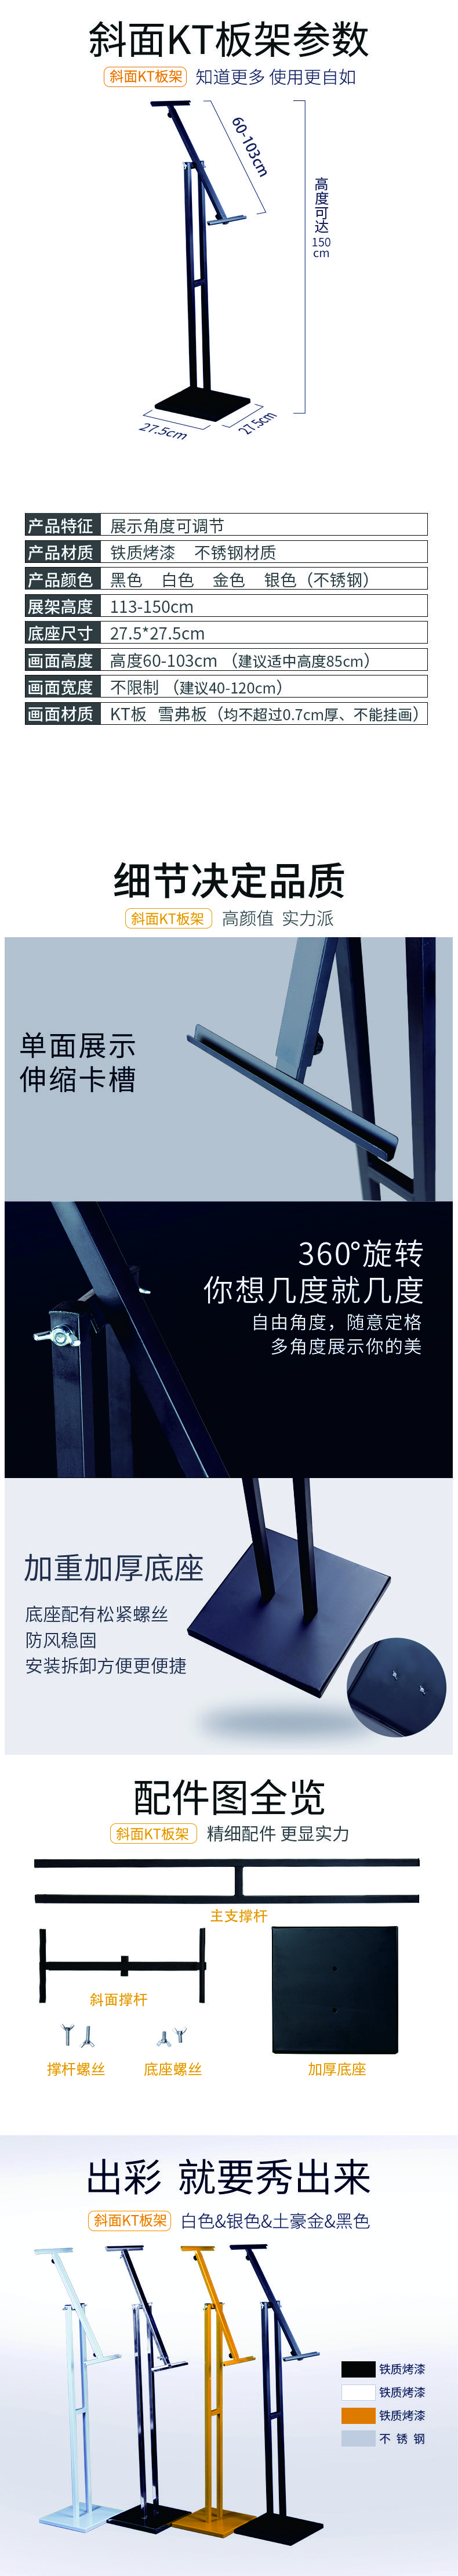 斜面KT板架参数
斜面KT板架 知道更多 使用更自如
60-103cm
高度可达
150
cm
27.5cm
27.5cm
产品特征 展示角度可调节
产品材质 铁质烤漆 不锈钢材质
产品颜色 黑色 白色 金色 银色（不锈钢）
展架高度 113-150cm
底座尺寸 27.5*27.5cm
画面高度 高度60-103cm （建议适中高度85cm）
画面宽度 不限制 （建议40-120cm）
画面材质 KT板 雪弗板（均不超过0.7cm厚、不能挂画）
细节决定品质
斜面KT板架 高颜值 实力派
单面展示
伸缩卡槽
360°旋转
你想几度就几度
自由角度，随意定格
多角度展示你的美
加重加厚底座
底座配有松紧螺丝
防风稳固
安装拆卸方便更便捷
配件图全览
斜面KT板架 精细配件 更显实力
主支撑杆
斜面撑杆
撑杆螺丝 底座螺丝 加厚底座
出彩 就要秀出来
斜面KT板架 白色&银色&土豪金&黑色
铁质烤漆
铁质烤漆
铁质烤漆
不锈钢